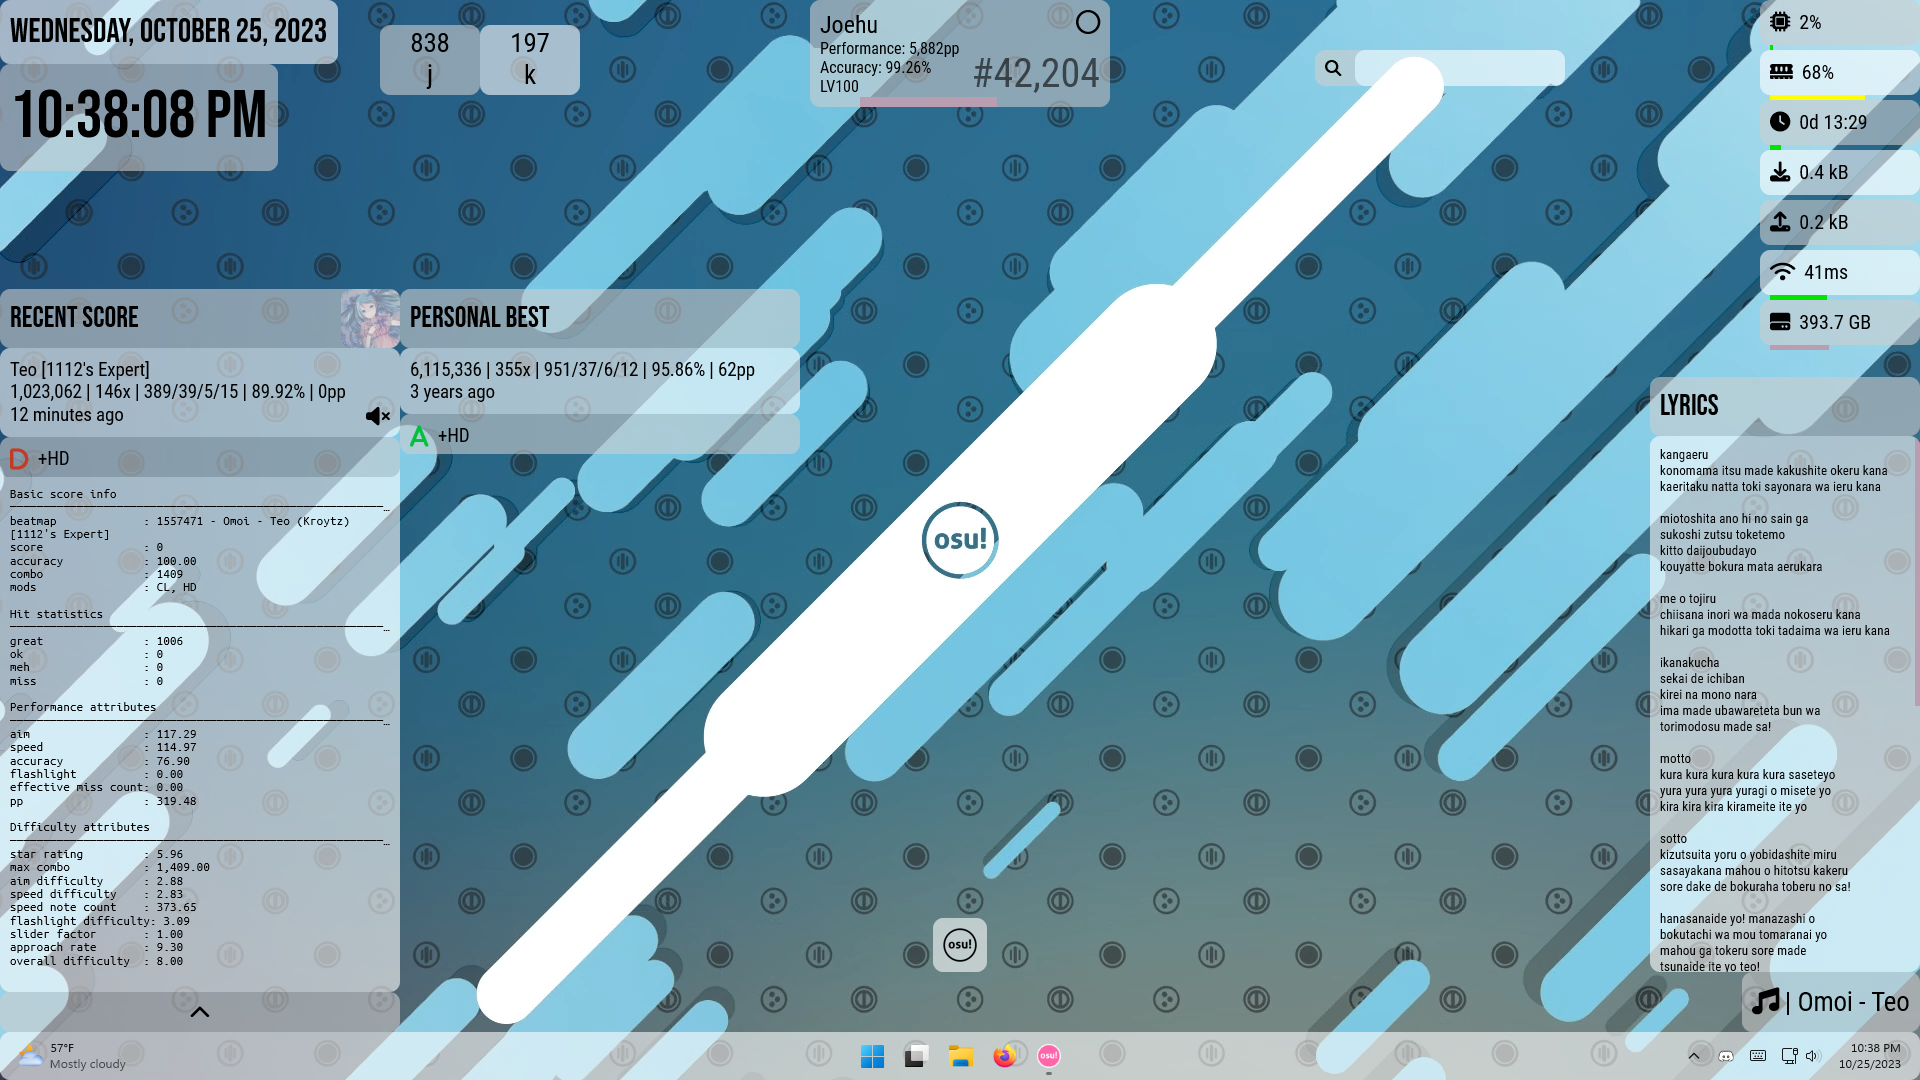 WEDNESDAY, OCTOBER 25, 2023
10:38:08 PM
838
j
197
k
Joehu
Performance: 5,882pp
Accuracy: 99.26%
LV100
#42,204
2%
68%
0d 13:29
0.4 kB
0.2 kB
41ms
393.7 GB
RECENT SCORE
Teo [1112's Expert]
1,023,062 | 146x | 389/39/5/15 | 89.92% | 0pp
12 minutes ago
D +HD
PERSONAL BEST
6,115,336 | 355x | 951/37/6/12 | 95.86% | 62pp
3 years ago
A +HD
Basic score info
beatmap : 1557471 - Omoi - Teo (Kroytz)
[1112's Expert]
score : 0
accuracy : 100.00
combo : 1409
mods : CL, HD
Hit statistics
great : 1006
ok : 0
meh : 0
miss : 0
Performance attributes
aim : 117.29
speed : 114.97
accuracy : 76.90
flashlight : 0.00
effective miss count: 0.00
pp : 319.48
Difficulty attributes
star rating : 5.96
max combo : 1,409.00
aim difficulty : 2.88
speed difficulty : 2.83
speed note count : 373.65
flashlight difficulty: 3.09
slider factor : 1.00
approach rate : 9.30
overall difficulty : 8.00
osu!
osu!
LYRICS
kangaeru
konomama itsu made kakushite okeru kana
kaeritaku natta toki sayonara wa ieru kana
miotoshita ano hi no sain ga
sukoshi zutsu toketemo
kitto daijoubudayo
kouyatte bokura mata aerukara
me o tojiru
chiisana inori wa mada nokoseru kana
hikari ga modotta toki tadaima wa ieru kana
ikanakucha
sekai de ichiban
kirei na mono nara
ima made ubawareteta bun wa
torimodosu made sa!
motto
kura kura kura kura kura saseteyo
yura yura yura yuragi o misete yo
kira kira kira kirameite ite yo
sotto
kizutsuita yoru o yobidashite miru
sasayakana mahou o hitotsu kakeru
sore dake de bokuraha toberu no sa!
hanasanaide yo! manazashi o
bokutachi wa mou tomaranai yo
mahou ga tokeru sore made
tsunaide ite yo teo!
| Omoi - Teo
57°F
Mostly cloudy
osu!
10:38 PM
10/25/2023